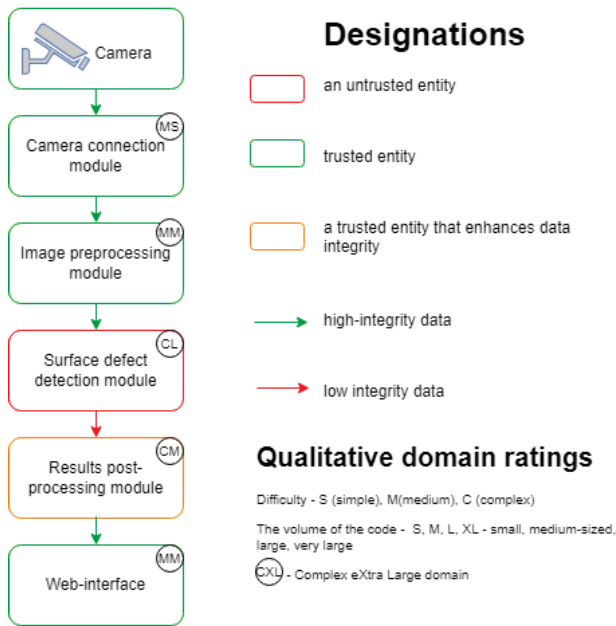 Camera
MS
Camera connection
module
MM
Image preprocessing
module
CL
Surface defect
detection module
CM
Results post-
processing module
MM
Web-interface
Designations
an untrusted entity
trusted entity
a trusted entity that enhances data
integrity
high-integrity data
low integrity data
Qualitative domain ratings
Difficulty - S (simple), M(medium), C (complex)
The volume of the code - S, M, L, XL - small, medium-sized,
large, very large
CXL - Complex eXtra Large domain